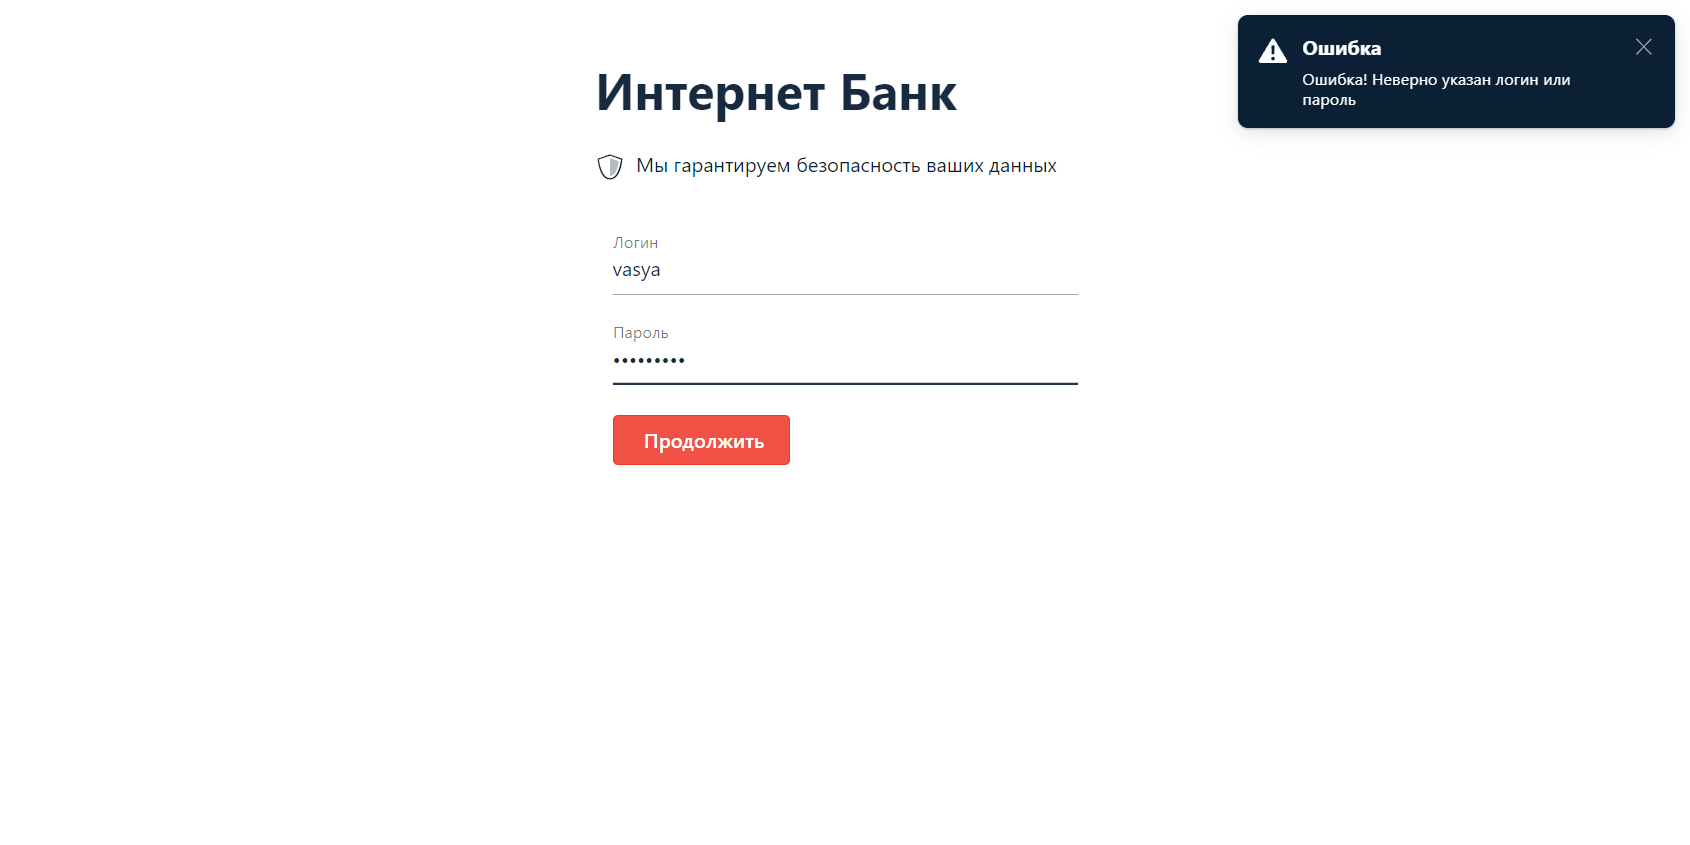 Интернет Банк
Мы гарантируем безопасность ваших данных
Логин
vasya
Пароль
•••••••••
Продолжить
Ошибка
Ошибка! Неверно указан логин или
пароль